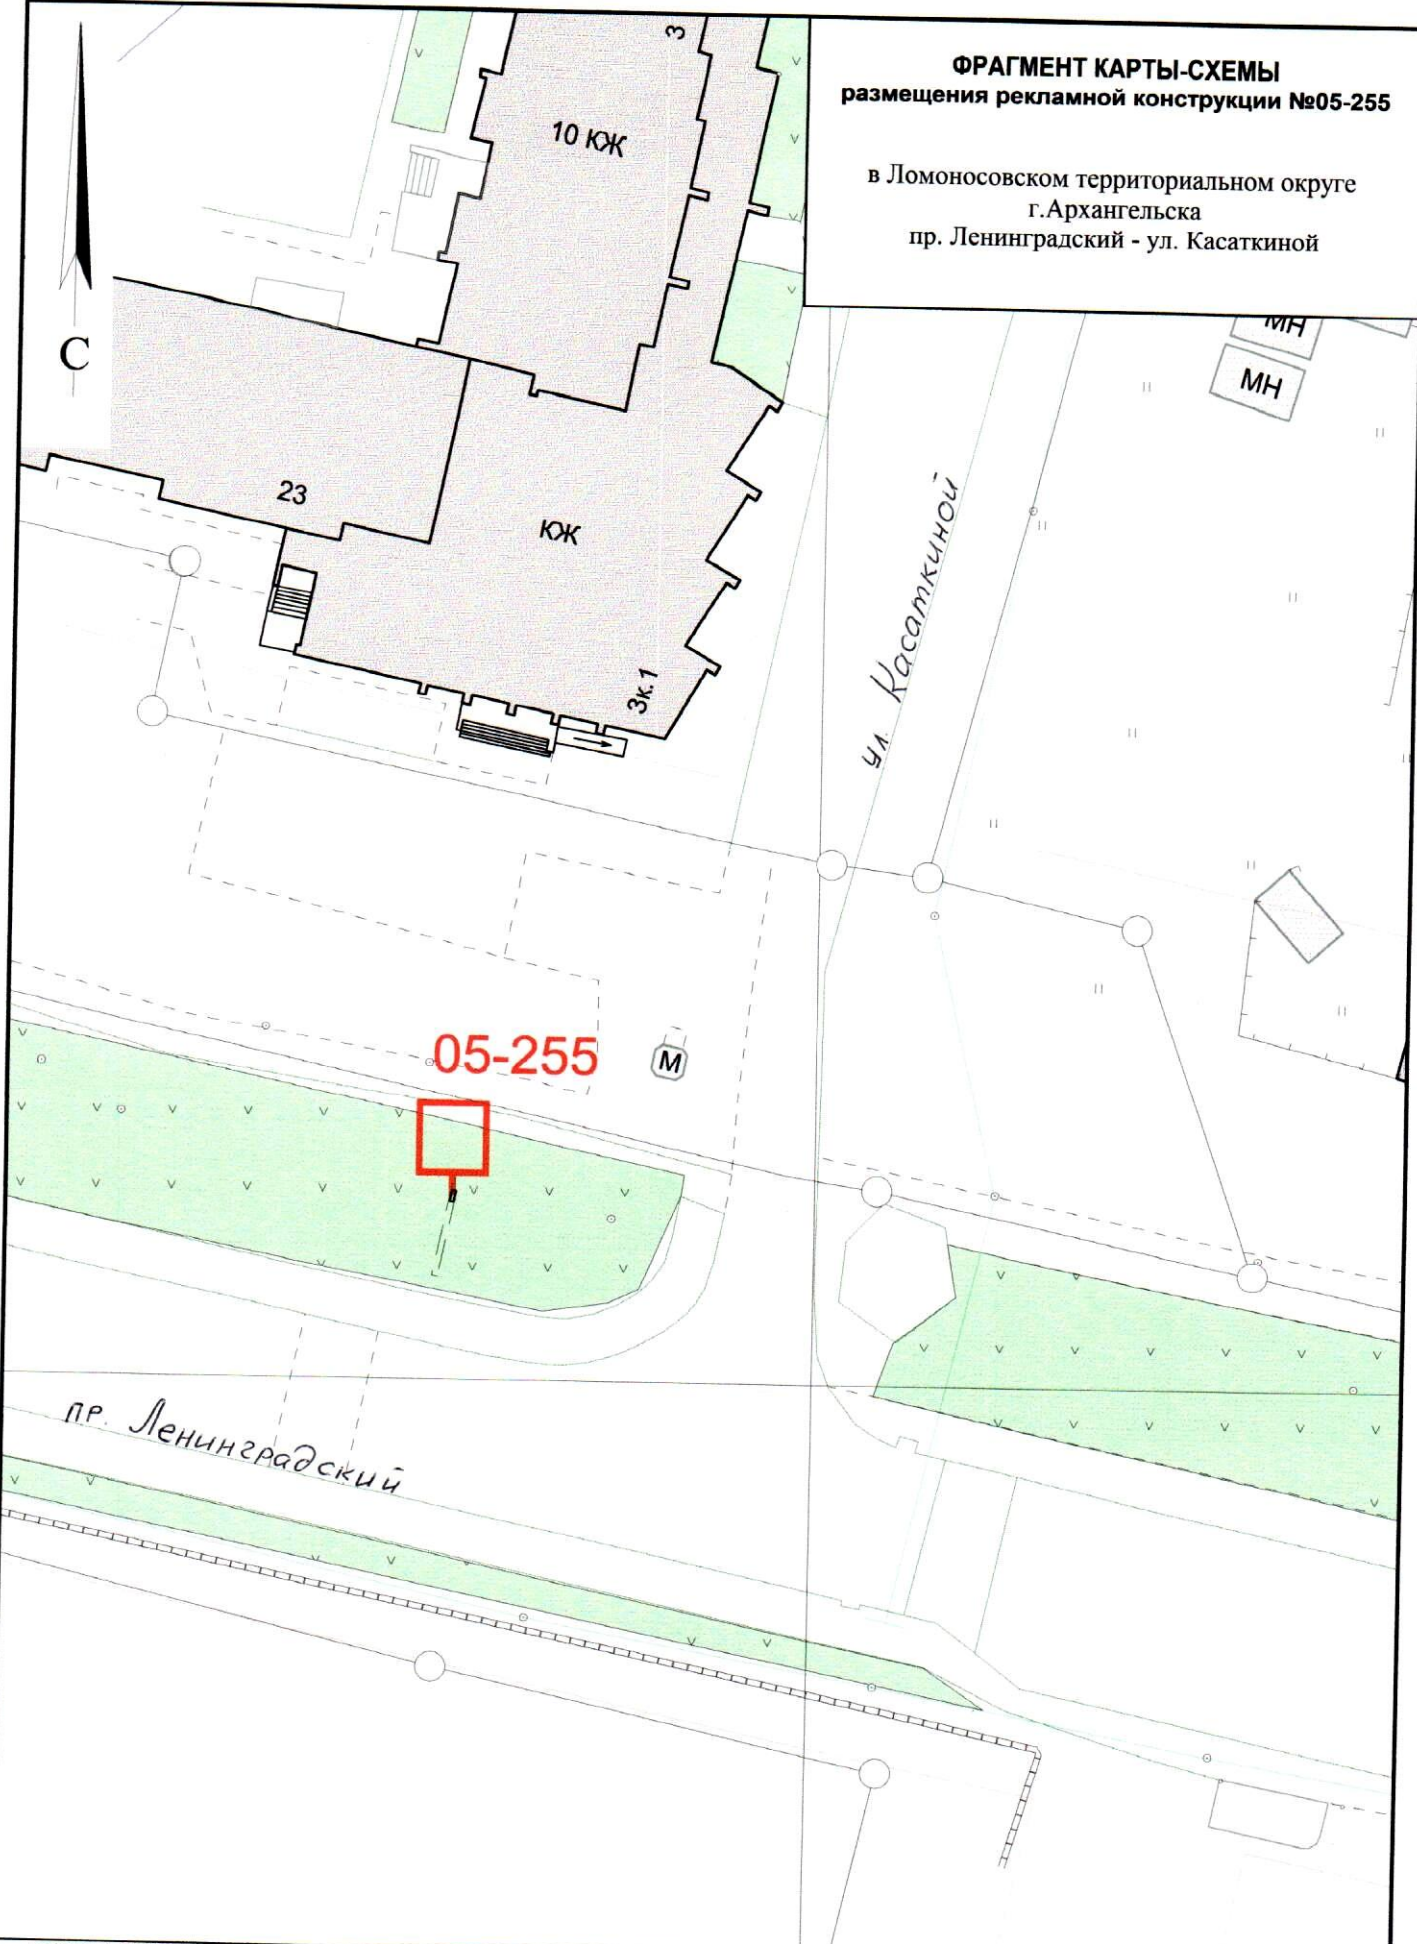 ФРАГМЕНТ КАРТЫ-СХЕМЫ
размещения рекламной конструкции №05-255
в Ломоносовском территориальном округе
г.Архангельска
пр. Ленинградский - ул. Касаткиной
3
10 КЖ
С
МН
МН
23
КЖ
3к.1
ул. Касаткиной
05-255
М
пр. Ленинградский